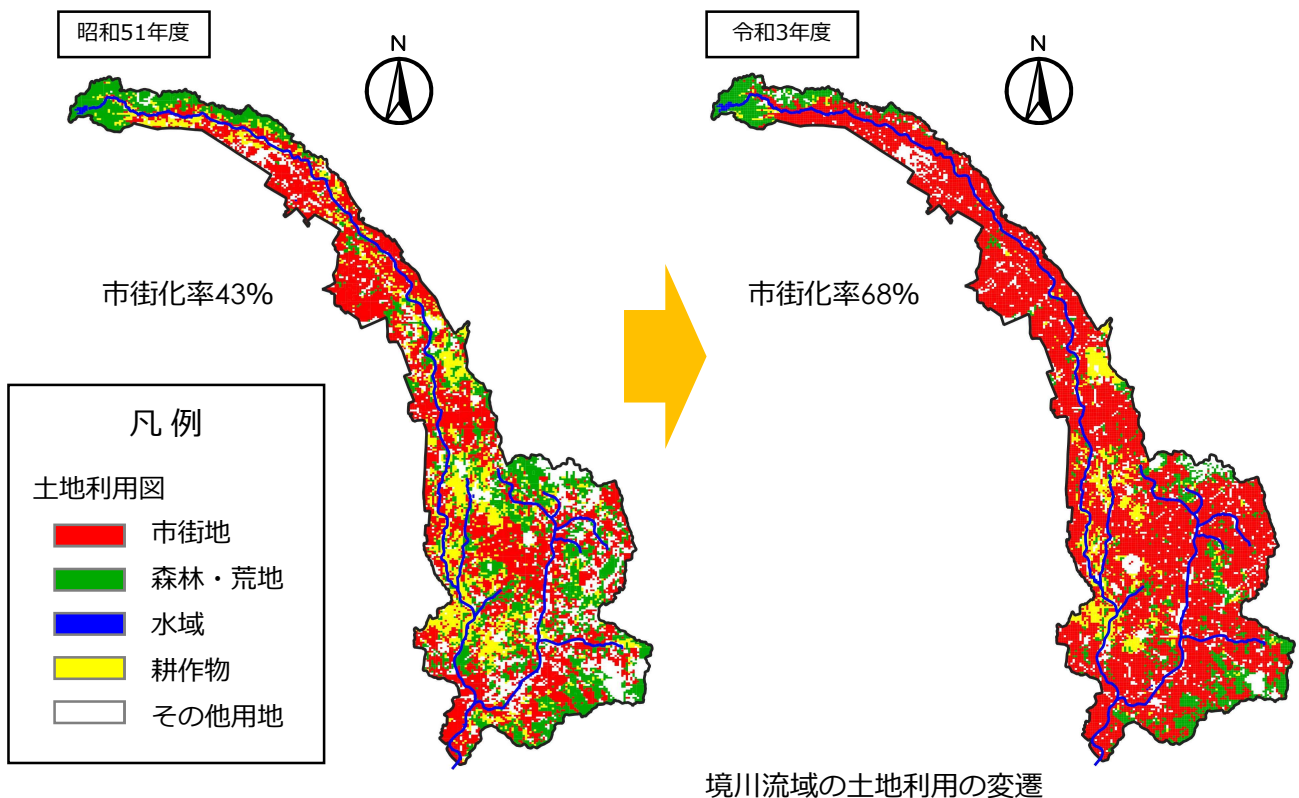 昭和51年度
N
令和3年度
N
市街化率43%
市街化率68%
凡 例
土地利用図
市街地
森林・荒地
水域
耕作物
その他用地
境川流域の土地利用の変遷